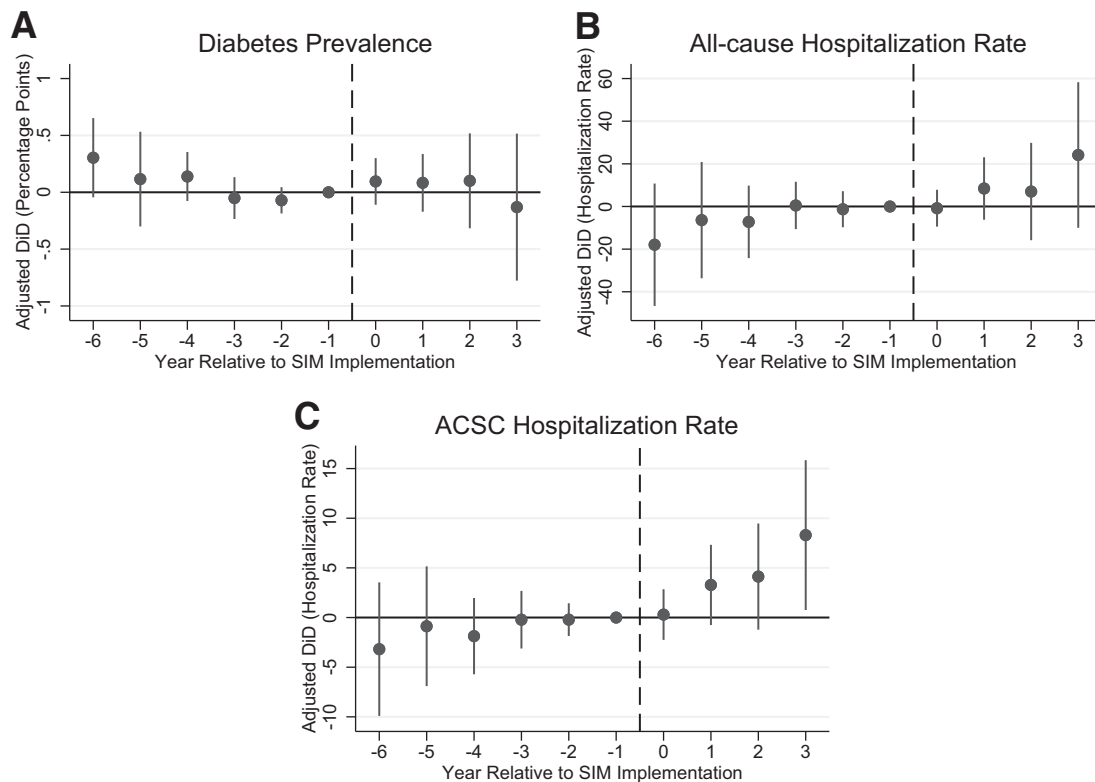 A
Diabetes Prevalence
Adjusted DiD (Percentage Points)
1
.5
0
-.5
-1
-6 -5 -4 -3 -2 -1 0 1 2 3
Year Relative to SIM Implementation
B
All-cause Hospitalization Rate
Adjusted DiD (Hospitalization Rate)
60
40
20
0
-20
-40
-6 -5 -4 -3 -2 -1 0 1 2 3
Year Relative to SIM Implementation
C
ACSC Hospitalization Rate
Adjusted DiD (Hospitalization Rate)
15
10
5
0
-5
-10
-6 -5 -4 -3 -2 -1 0 1 2 3
Year Relative to SIM Implementation